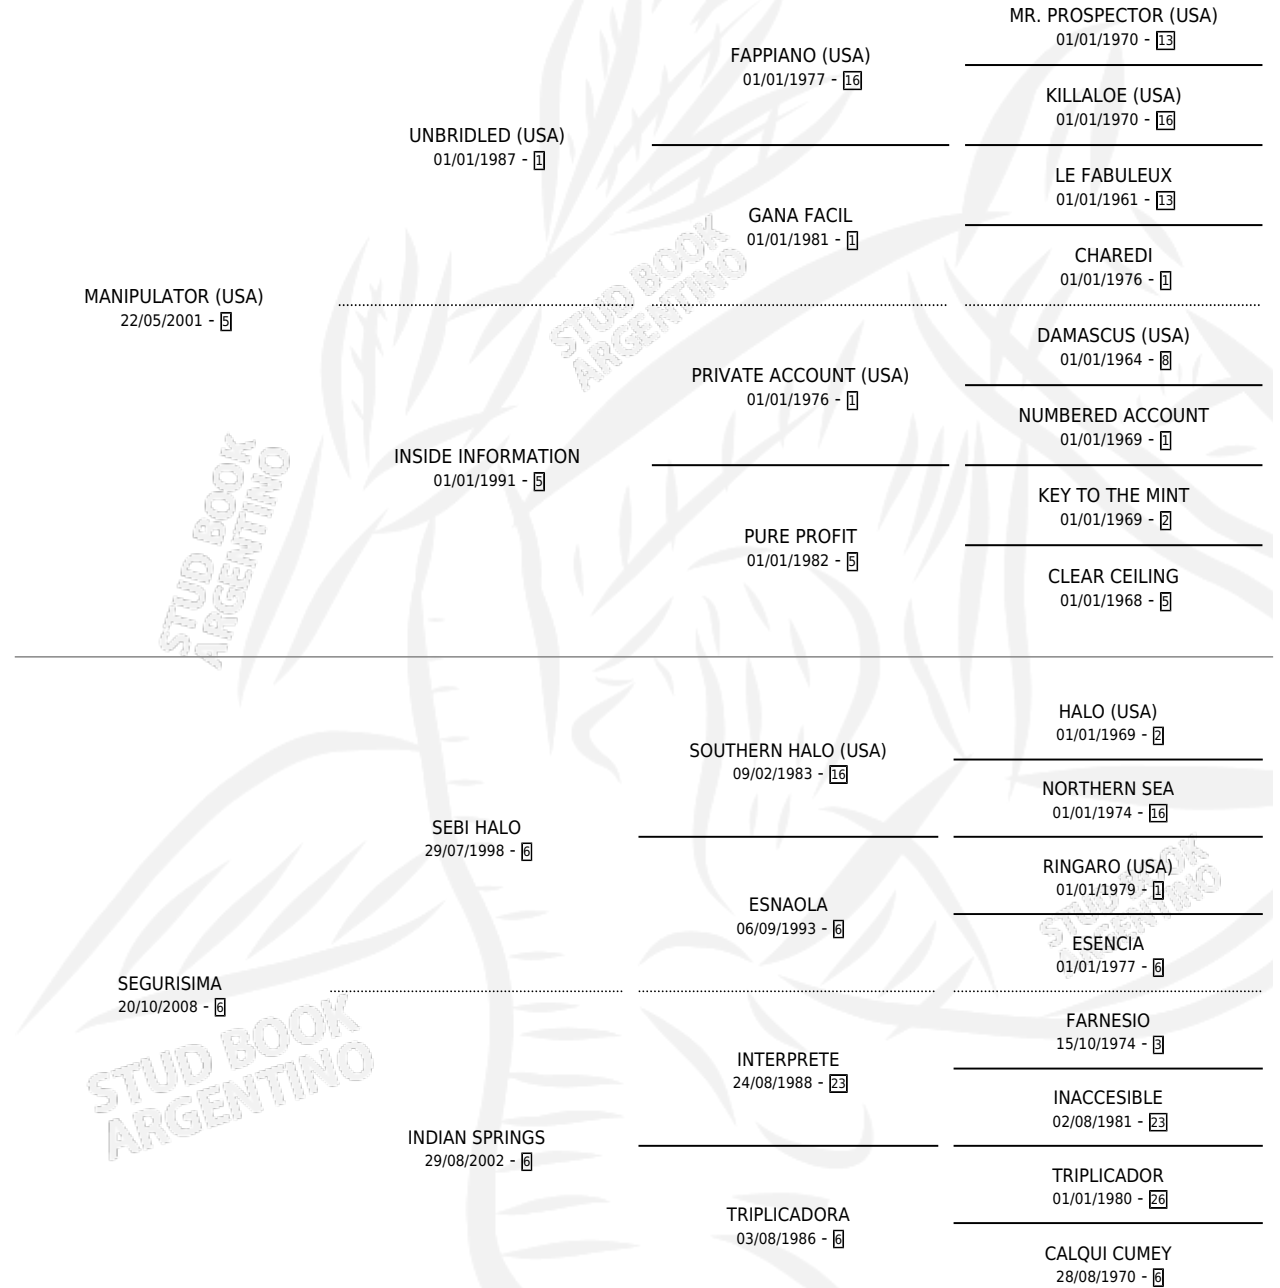 MR. PROSPECTOR (USA)
01/01/1970 - 13
FAPPIANO (USA)
01/01/1977 - 16
KILLALOE (USA)
01/01/1970 - 16
UNBRIDLED (USA)
01/01/1987 - 1
LE FABULEUX
01/01/1961 - 13
GANA FACIL
01/01/1981 - 1
CHAREDI
01/01/1976 - 1
MANIPULATOR (USA)
22/05/2001 - 5
STUD BOOK
ARGENTINO
DAMASCUS (USA)
01/01/1964 - 8
PRIVATE ACCOUNT (USA)
01/01/1976 - 1
NUMBERED ACCOUNT
01/01/1969 - 1
INSIDE INFORMATION
01/01/1991 - 5
KEY TO THE MINT
01/01/1969 - 2
PURE PROFIT
01/01/1982 - 5
CLEAR CEILING
01/01/1968 - 5
STUD BOOK
ARGENTINO
HALO (USA)
01/01/1969 - 2
SOUTHERN HALO (USA)
09/02/1983 - 16
NORTHERN SEA
01/01/1974 - 16
SEBI HALO
29/07/1998 - 6
RINGARO (USA)
01/01/1979 - 1
ESNAOLA
06/09/1993 - 6
ESENCIA
01/01/1977 - 6
STUD BOOK
ARGENTINO
SEGURISIMA
20/10/2008 - 6
FARNESIO
15/10/1974 - 3
INTERPRETE
24/08/1988 - 23
INACCESIBLE
02/08/1981 - 23
STUD BOOK
ARGENTINO
INDIAN SPRINGS
29/08/2002 - 6
TRIPLICADOR
01/01/1980 - 26
TRIPLICADORA
03/08/1986 - 6
CALQUI CUMEY
28/08/1970 - 6